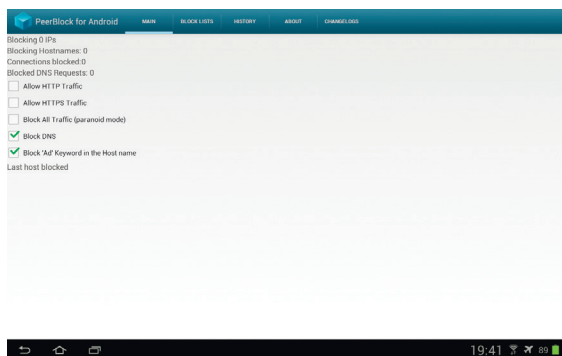 PeerBlock for Android MAIN BLOCK LISTS HISTORY ABOUT CHANGELOGS
Blocking 0 IPs
Blocking Hostnames: 0
Connections blocked:0
Blocked DNS Requests: 0
Allow HTTP Traffic
Allow HTTPS Traffic
Block All Traffic (paranoid mode)
Block DNS
Block 'Ad' Keyword in the Host name
Last host blocked
19:41 89